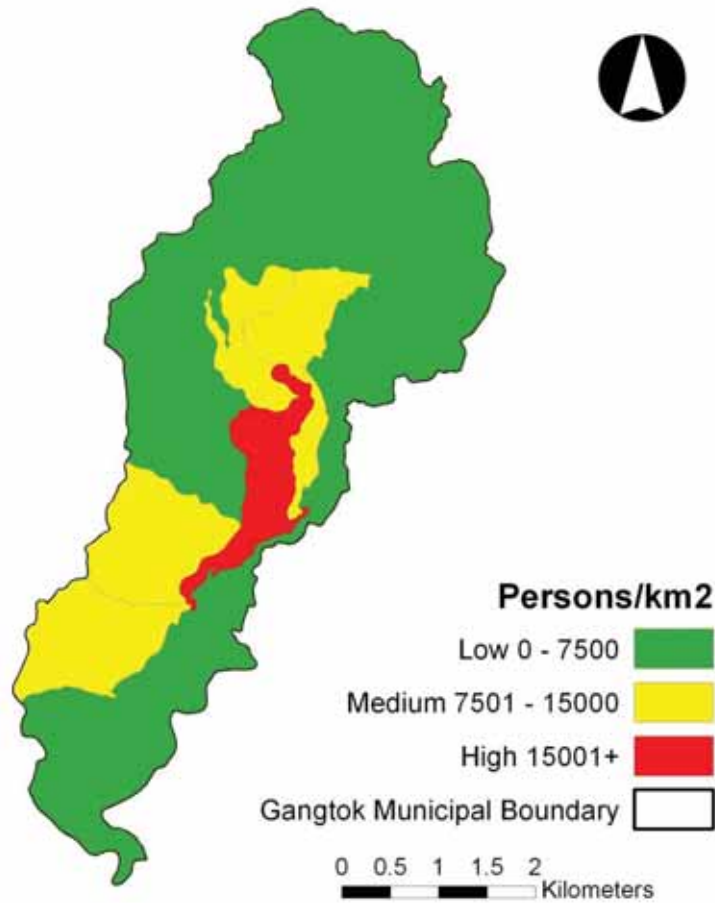 Persons/km2
Low 0 - 7500
Medium 7501 - 15000
High 15001+
Gangtok Municipal Boundary
0 0.5 1 1.5 2
Kilometers